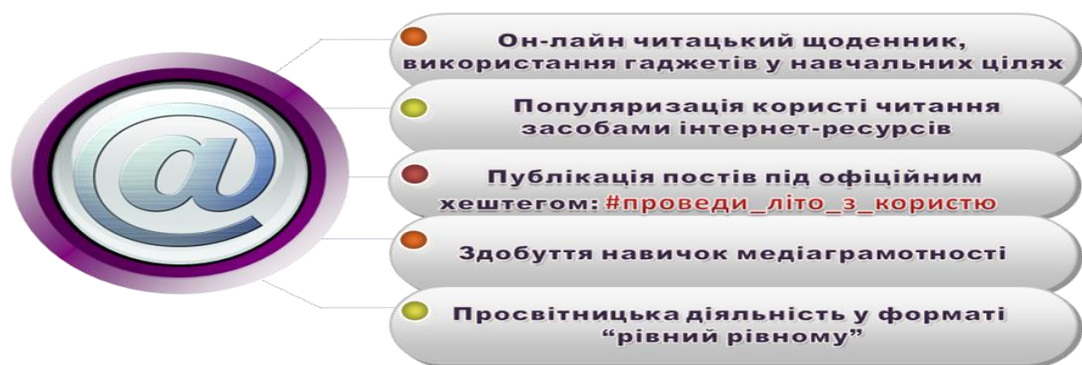 @
Он-лайн читацький щоденник,
використання гаджетів у навчальних цілях
Популяризація користі читання
засобами інтернет-ресурсів
Публікація постів під офіційним
хештегом: #проведи_літо_з_користю
Здобуття навичок медіаграмотності
Просвітницька діяльність у форматі
“рівний рівному”